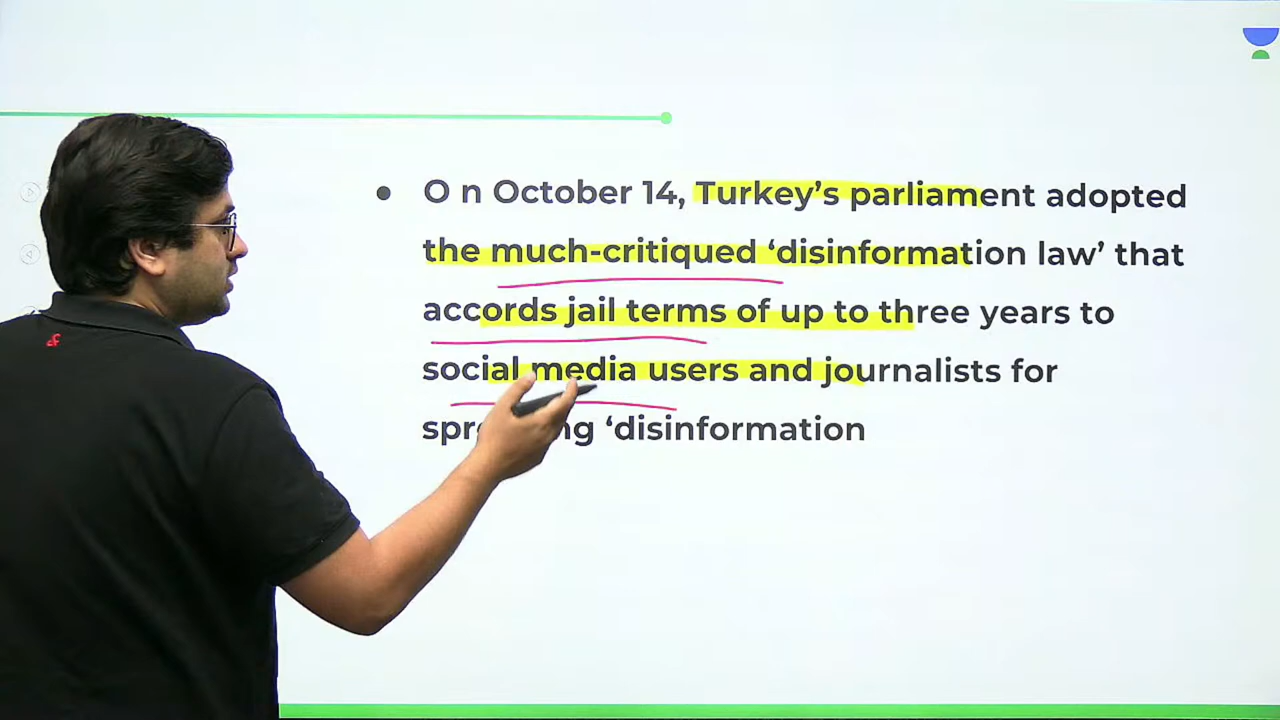 ● O n October 14, Turkey’s parliament adopted
the much-critiqued ‘disinformation law’ that
accords jail terms of up to three years to
social media users and journalists for
‘disinformation